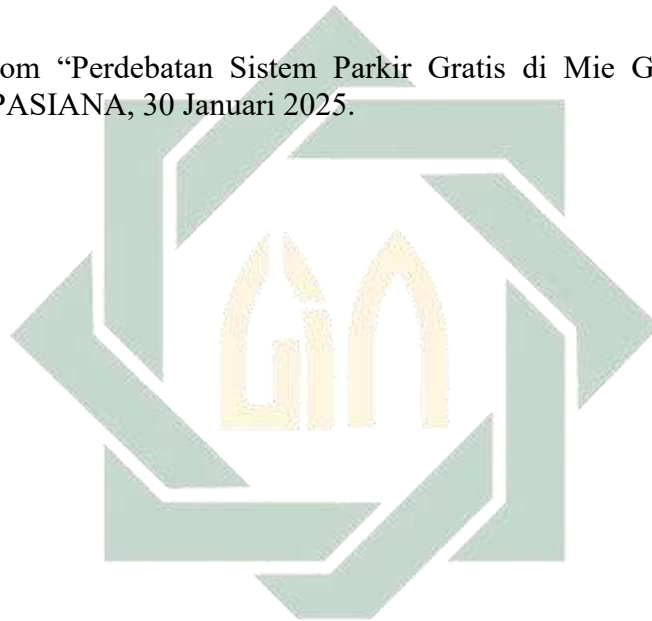 om “Perdebatan Sistem Parkir Gratis di Mie G
PASIANA, 30 Januari 2025.